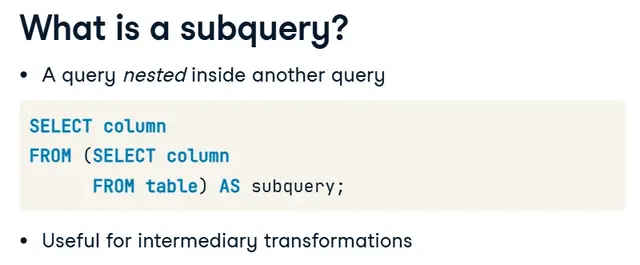 What is a subquery?
• A query nested inside another query
SELECT column
FROM (SELECT column
FROM table) AS subquery;
• Useful for intermediary transformations